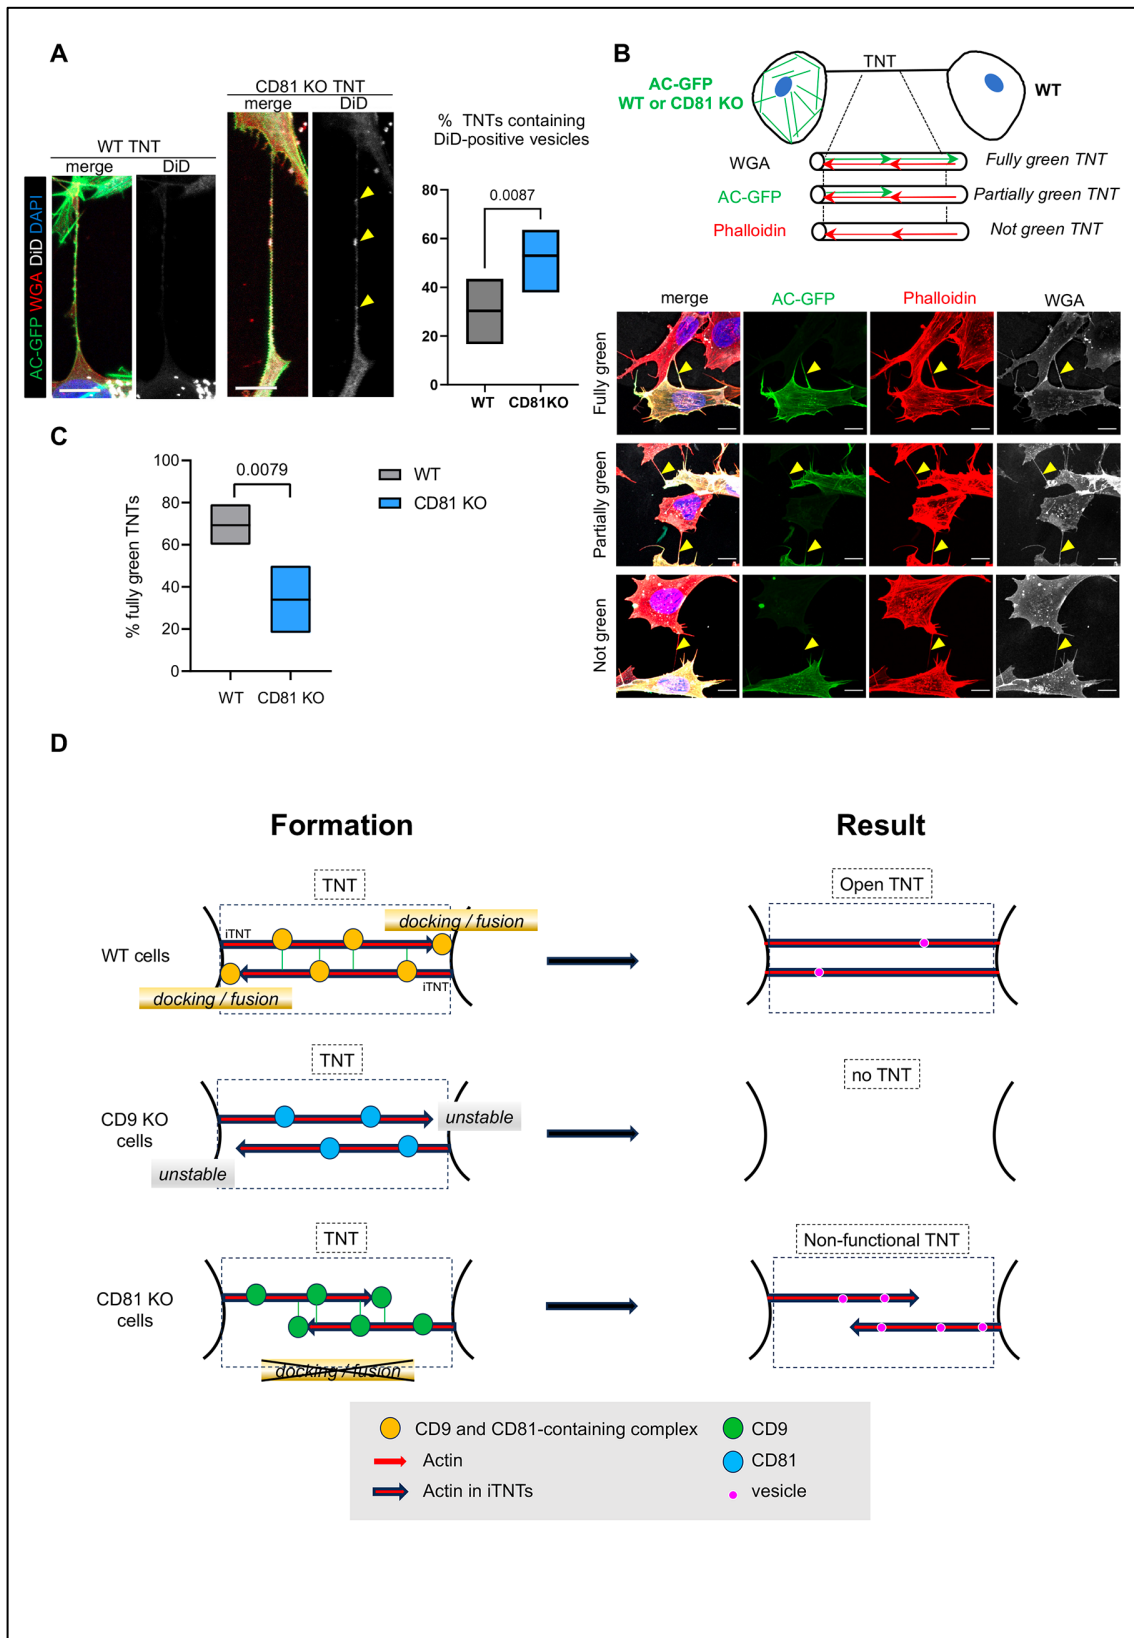 A
WT TNT
merge
DiD
AC-GFP WGA DiD DAPI
CD81 KO TNT
merge
DiD
% TNTs containing
DiD-positive vesicles
0.0087
80
60
40
20
0
WT
CD81KO
B
TNT
AC-GFP
WT or CD81 KO
WT
WGA
Fully green TNT
AC-GFP
Partially green TNT
Phalloidin
Not green TNT
merge
AC-GFP
Phalloidin
WGA
Fully green
Partially green
Not green
C
% fully green TNTs
100
80
60
40
20
0
0.0079
WT
CD81 KO
WT
CD81 KO
D
Formation
Result
TNT
Open TNT
WT cells
iTNT
docking / fusion
docking / fusion
iTNT
TNT
no TNT
CD9 KO
cells
unstable
unstable
TNT
Non-functional TNT
CD81 KO
cells
docking / fusion
CD9 and CD81-containing complex
CD9
Actin
CD81
Actin in iTNTs
vesicle